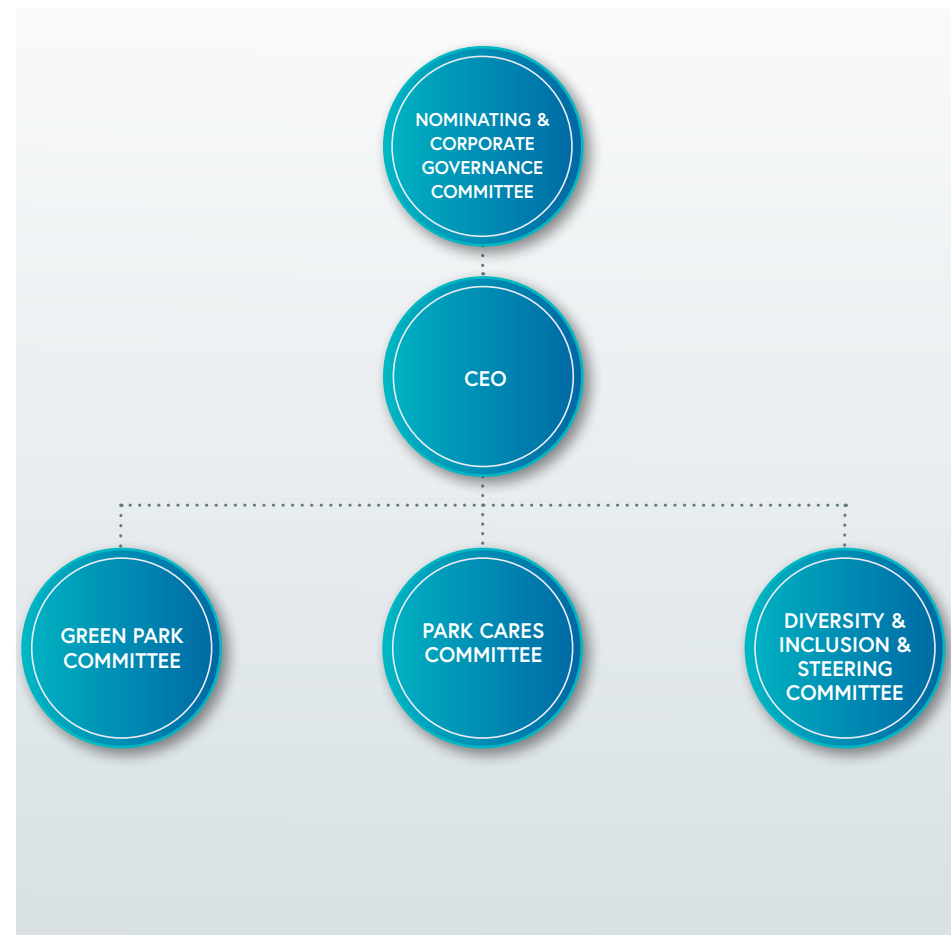 NOMINATING &
CORPORATE
GOVERNANCE
COMMITTEE
CEO
GREEN PARK
COMMITTEE
PARK CARES
COMMITTEE
DIVERSITY &
INCLUSION &
STEERING
COMMITTEE